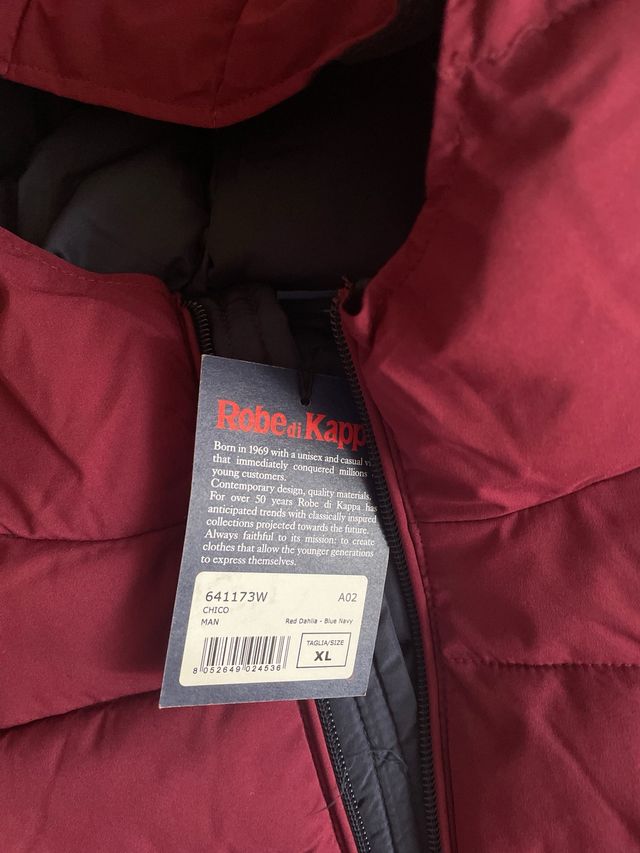 Robe di Kapp
Born in 1969 with a unisex and casual vi
that immediately conquered millions
young customers.
Contemporary design, quality materials.
For over 50 years Robe di Kappa has
anticipated trends with classically inspired
collections projected towards the future.
Always faithful to its mission: to create
clothes that allow the younger generations
to express themselves.
641173W A02
CHICO
MAN Red Dahlia - Blue Navy
TAGLIA/SIZE
XL
8 052649 024536